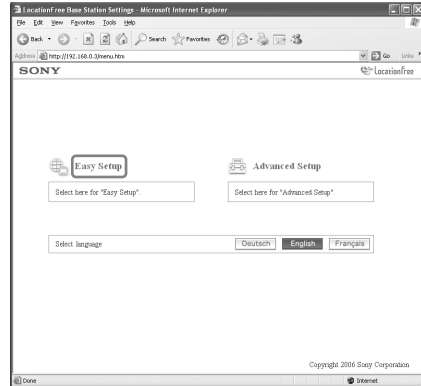 LocationFree Base Station Settings - Microsoft Internet Explorer
File Edit View Favorites Tools Help
Back Search Favorites
Address http://192.168.0.3/menu.htm Go Links »
SONY LocationFree
Easy Setup Advanced Setup
Select here for "Easy Setup". Select here for "Advanced Setup".
Select language Deutsch English Français
Copyright 2006 Sony Corporation
Done Internet